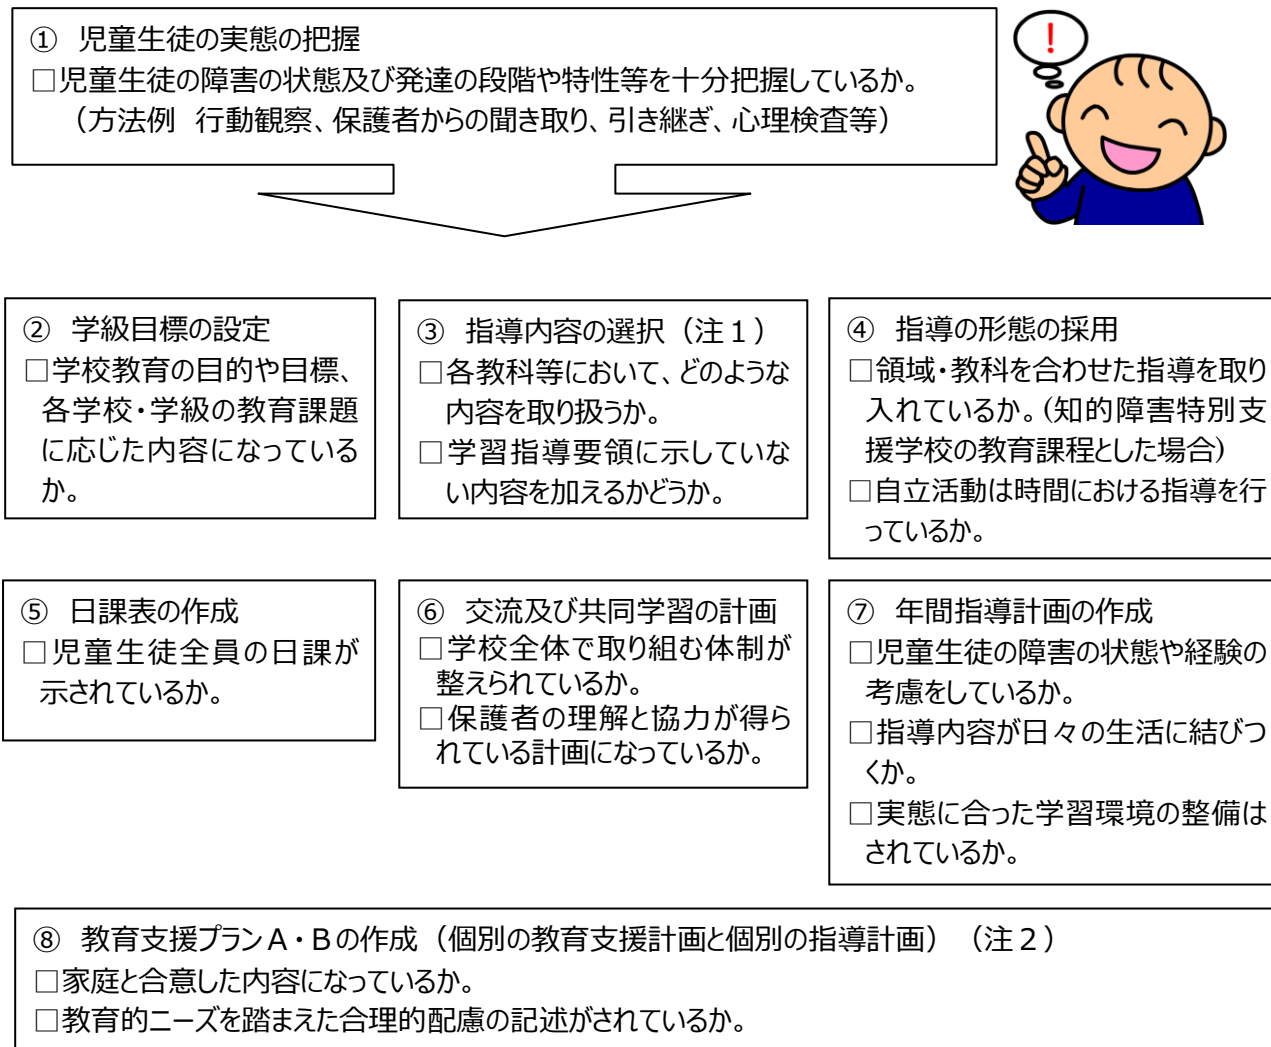 ① 児童生徒の実態の把握
□児童生徒の障害の状態及び発達の段階や特性等を十分把握しているか。
（方法例 行動観察、保護者からの聞き取り、引き継ぎ、心理検査等）
!
② 学級目標の設定
□学校教育の目的や目標、
各学校・学級の教育課題
に応じた内容になっている
か。
③ 指導内容の選択（注１）
□各教科等において、どのような
内容を取り扱うか。
□学習指導要領に示していな
い内容を加えるかどうか。
④ 指導の形態の採用
□領域・教科を合わせた指導を取り
入れているか。(知的障害特別支
援学校の教育課程とした場合)
□自立活動は時間における指導を行
っているか。
⑤ 日課表の作成
□児童生徒全員の日課が
示されているか。
⑥ 交流及び共同学習の計画
□学校全体で取り組む体制が
整えられているか。
□保護者の理解と協力が得ら
れている計画になっているか。
⑦ 年間指導計画の作成
□児童生徒の障害の状態や経験の
考慮をしているか。
□指導内容が日々の生活に結びつ
くか。
□実態に合った学習環境の整備は
されているか。
⑧ 教育支援プランＡ・Ｂの作成（個別の教育支援計画と個別の指導計画）（注２）
□家庭と合意した内容になっているか。
□教育的ニーズを踏まえた合理的配慮の記述がされているか。